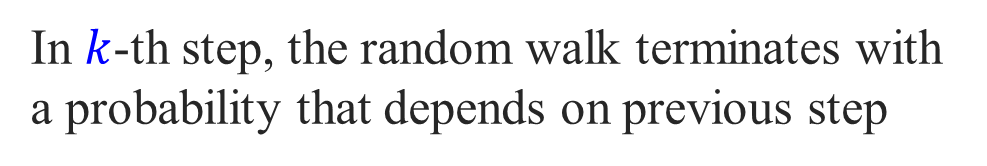 In k-th step, the random walk terminates with
a probability that depends on previous step